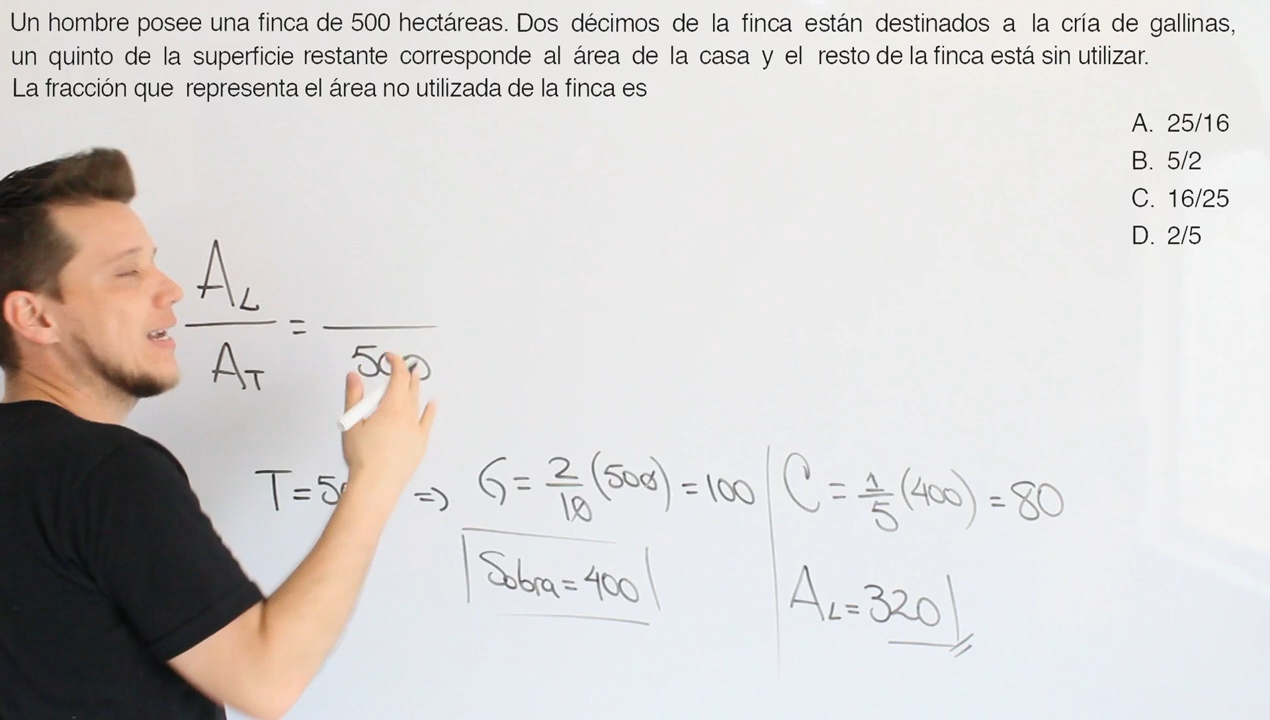 Un hombre posee una finca de 500 hectáreas. Dos décimos de la finca están destinados a la cría de gallinas,
un quinto de la superficie restante corresponde al área de la casa y el resto de la finca está sin utilizar.
La fracción que representa el área no utilizada de la finca es
A. 25/16
B. 5/2
C. 16/25
D. 2/5
A_L / A_T = ___ / 500
T = 50 => G = 2/10 (500) = 100 | C = 1/5 (400) = 80
Sobra = 400
A_L = 320